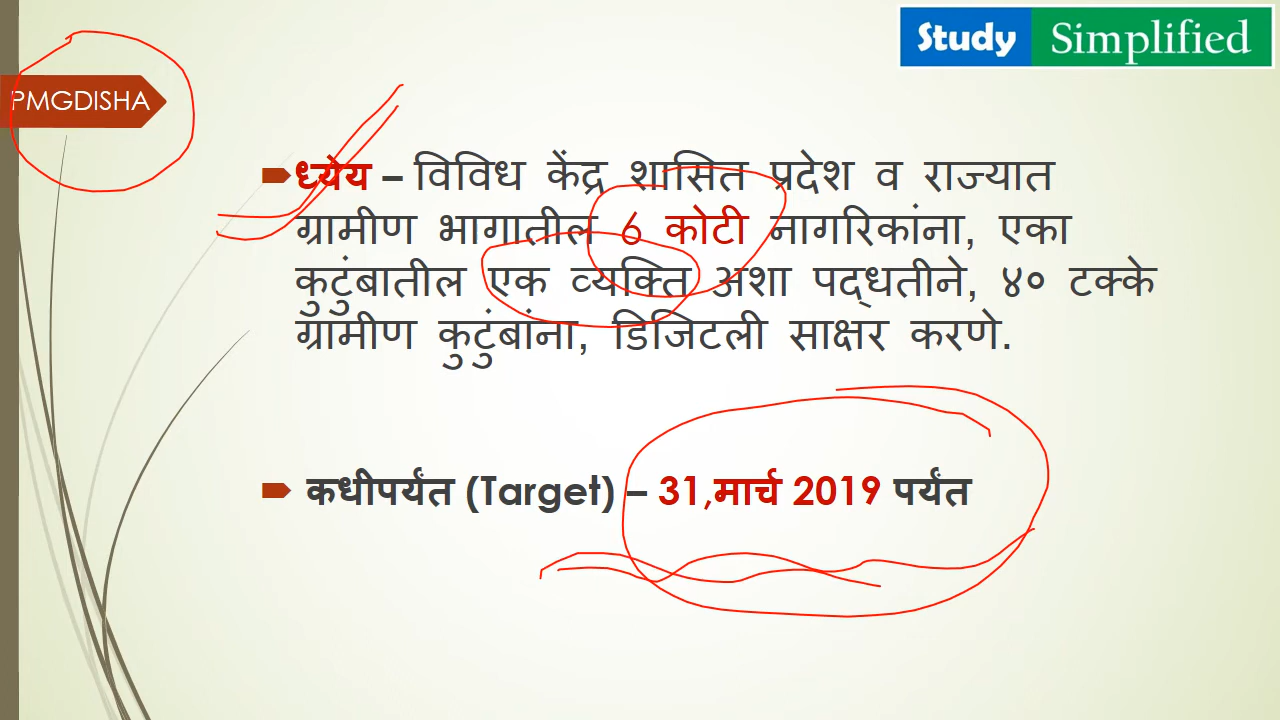 Study Simplified
PMGDISHA
ध्येय – विविध केंद्र शासित प्रदेश व राज्यात
ग्रामीण भागातील 6 कोटी नागरिकांना, एका
कुटुंबातील एक व्यक्ति अशा पद्धतीने, ४० टक्के
ग्रामीण कुटुंबांना, डिजिटली साक्षर करणे.
कधीपर्यंत (Target) – 31,मार्च 2019 पर्यंत